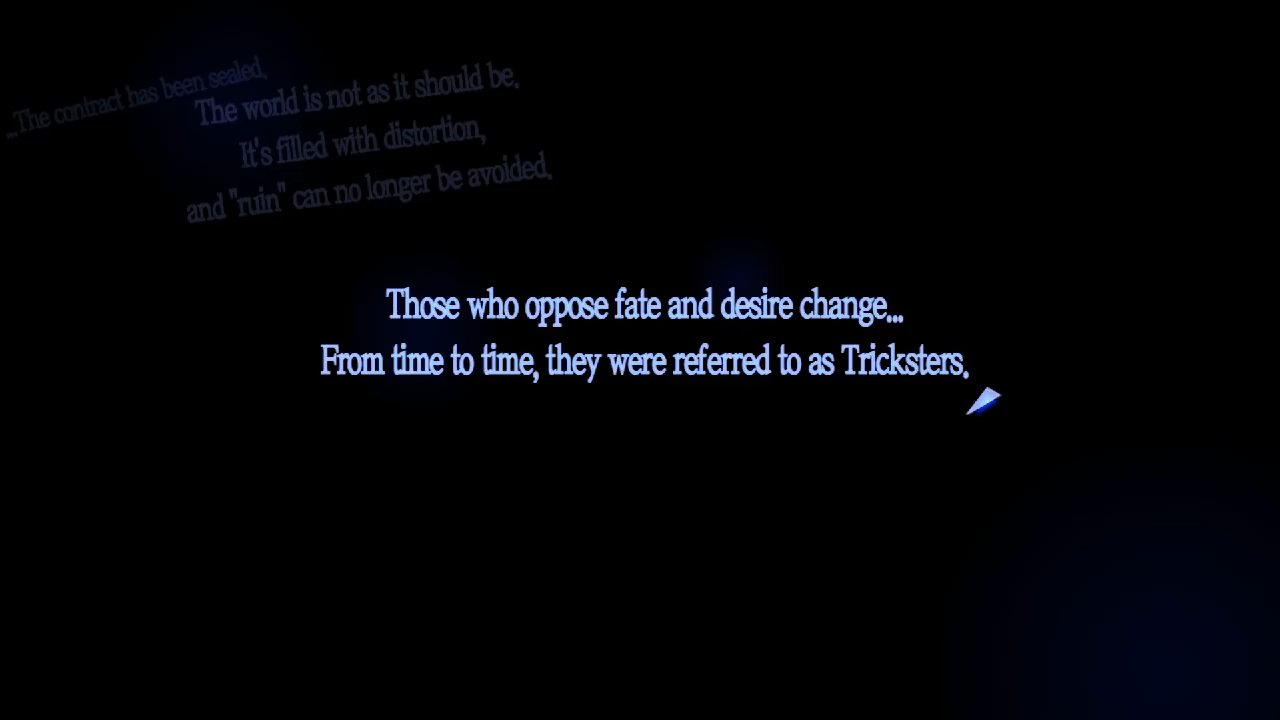 ...The contract has been sealed.
The world is not as it should be.
It's filled with distortion,
and "ruin" can no longer be avoided.
Those who oppose fate and desire change...
From time to time, they were referred to as Tricksters.